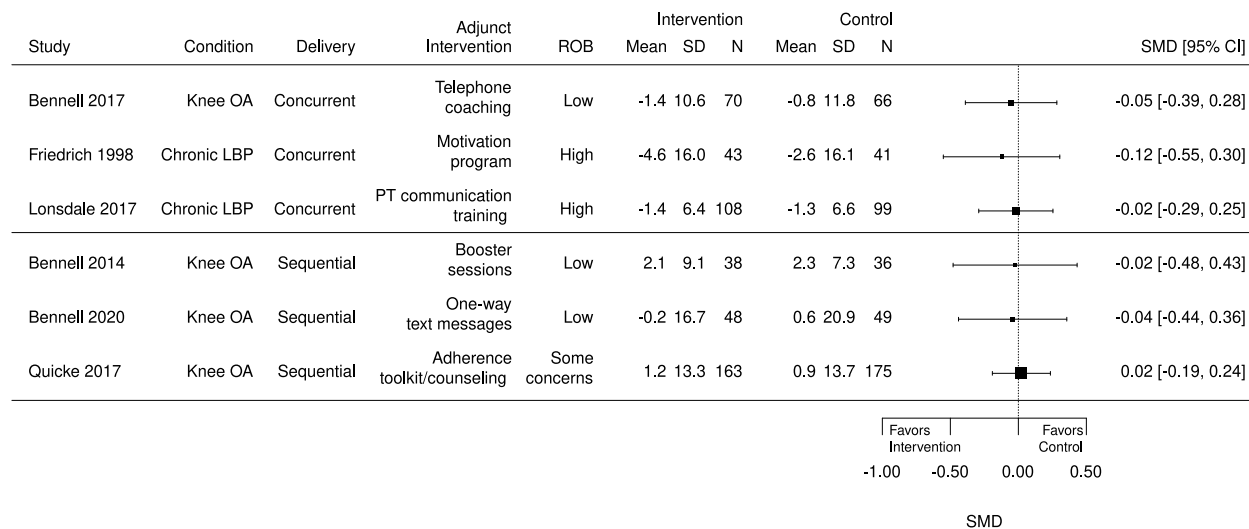 Intervention Control
Study Condition Delivery Adjunct Intervention ROB Mean SD N Mean SD N SMD [95% CI]
Bennell 2017 Knee OA Concurrent Telephone coaching Low -1.4 10.6 70 -0.8 11.8 66 -0.05 [-0.39, 0.28]
Friedrich 1998 Chronic LBP Concurrent Motivation program High -4.6 16.0 43 -2.6 16.1 41 -0.12 [-0.55, 0.30]
Lonsdale 2017 Chronic LBP Concurrent PT communication training High -1.4 6.4 108 -1.3 6.6 99 -0.02 [-0.29, 0.25]
Bennell 2014 Knee OA Sequential Booster sessions Low 2.1 9.1 38 2.3 7.3 36 -0.02 [-0.48, 0.43]
Bennell 2020 Knee OA Sequential One-way text messages Low -0.2 16.7 48 0.6 20.9 49 -0.04 [-0.44, 0.36]
Quicke 2017 Knee OA Sequential Adherence toolkit/counseling Some concerns 1.2 13.3 163 0.9 13.7 175 0.02 [-0.19, 0.24]
Favors Intervention Favors Control
-1.00 -0.50 0.00 0.50
SMD